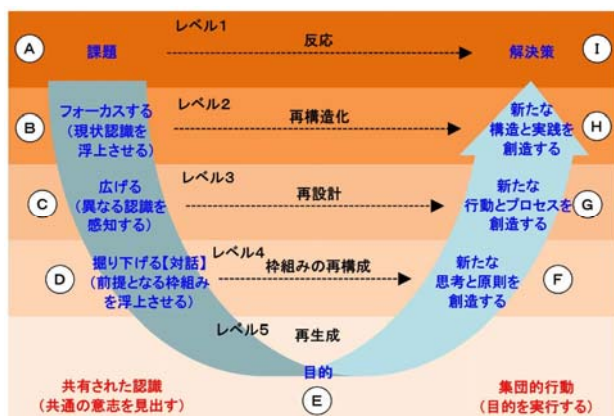 レベル1
反応
A
課題
解決策
I
レベル2
再構造化
B
フォーカスする
(現状認識を
浮上させる)
新たな
構造と実践を
創造する
H
レベル3
再設計
C
広げる
(異なる認識を
感知する)
新たな
行動とプロセスを
創造する
G
レベル4
枠組みの再構成
D
掘り下げる【対話】
(前提となる枠組み
を浮上させる)
新たな
思考と原則を
創造する
F
レベル5
再生成
目的
E
共有された認識
(共通の意志を見出す)
集団的行動
(目的を実行する)